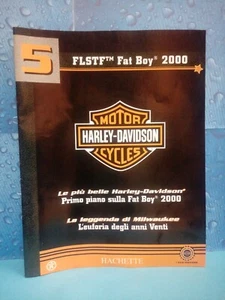 5
FLSTF™ Fat Boy® 2000
MOTOR
HARLEY-DAVIDSON
CYCLES
Le più belle Harley-Davidson®
Primo piano sulla Fat Boy® 2000
La leggenda di Milwaukee
L'euforia degli anni Venti
HACHETTE